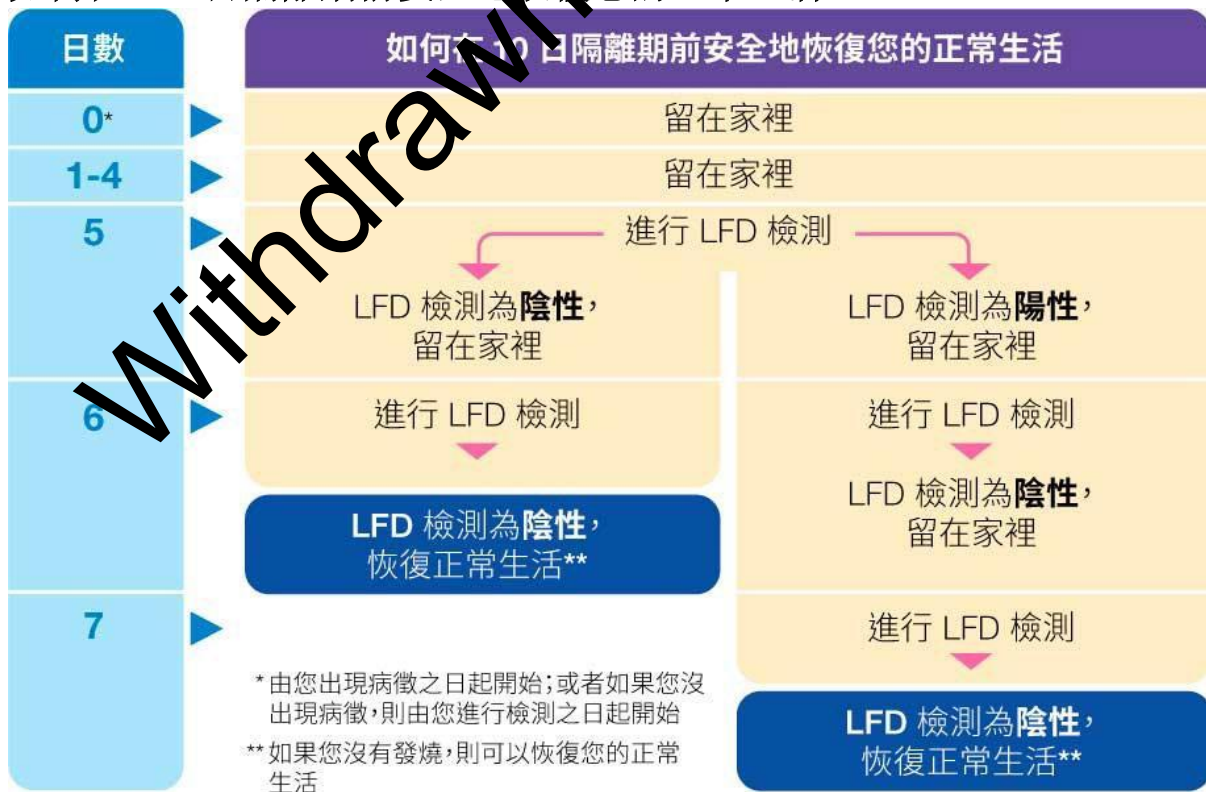 日數
如何在 10 日隔離期前安全地恢復您的正常生活
0*
留在家裡
1-4
留在家裡
5
進行 LFD 檢測
LFD 檢測為陰性，
留在家裡
LFD 檢測為陽性，
留在家裡
6
進行 LFD 檢測
進行 LFD 檢測
LFD 檢測為陰性，
恢復正常生活**
LFD 檢測為陰性，
留在家裡
7
進行 LFD 檢測
* 由您出現病徵之日起開始；或者如果您沒
出現病徵，則由您進行檢測之日起開始
** 如果您沒有發燒，則可以恢復您的正常
生活
LFD 檢測為陰性，
恢復正常生活**
Withdrawn